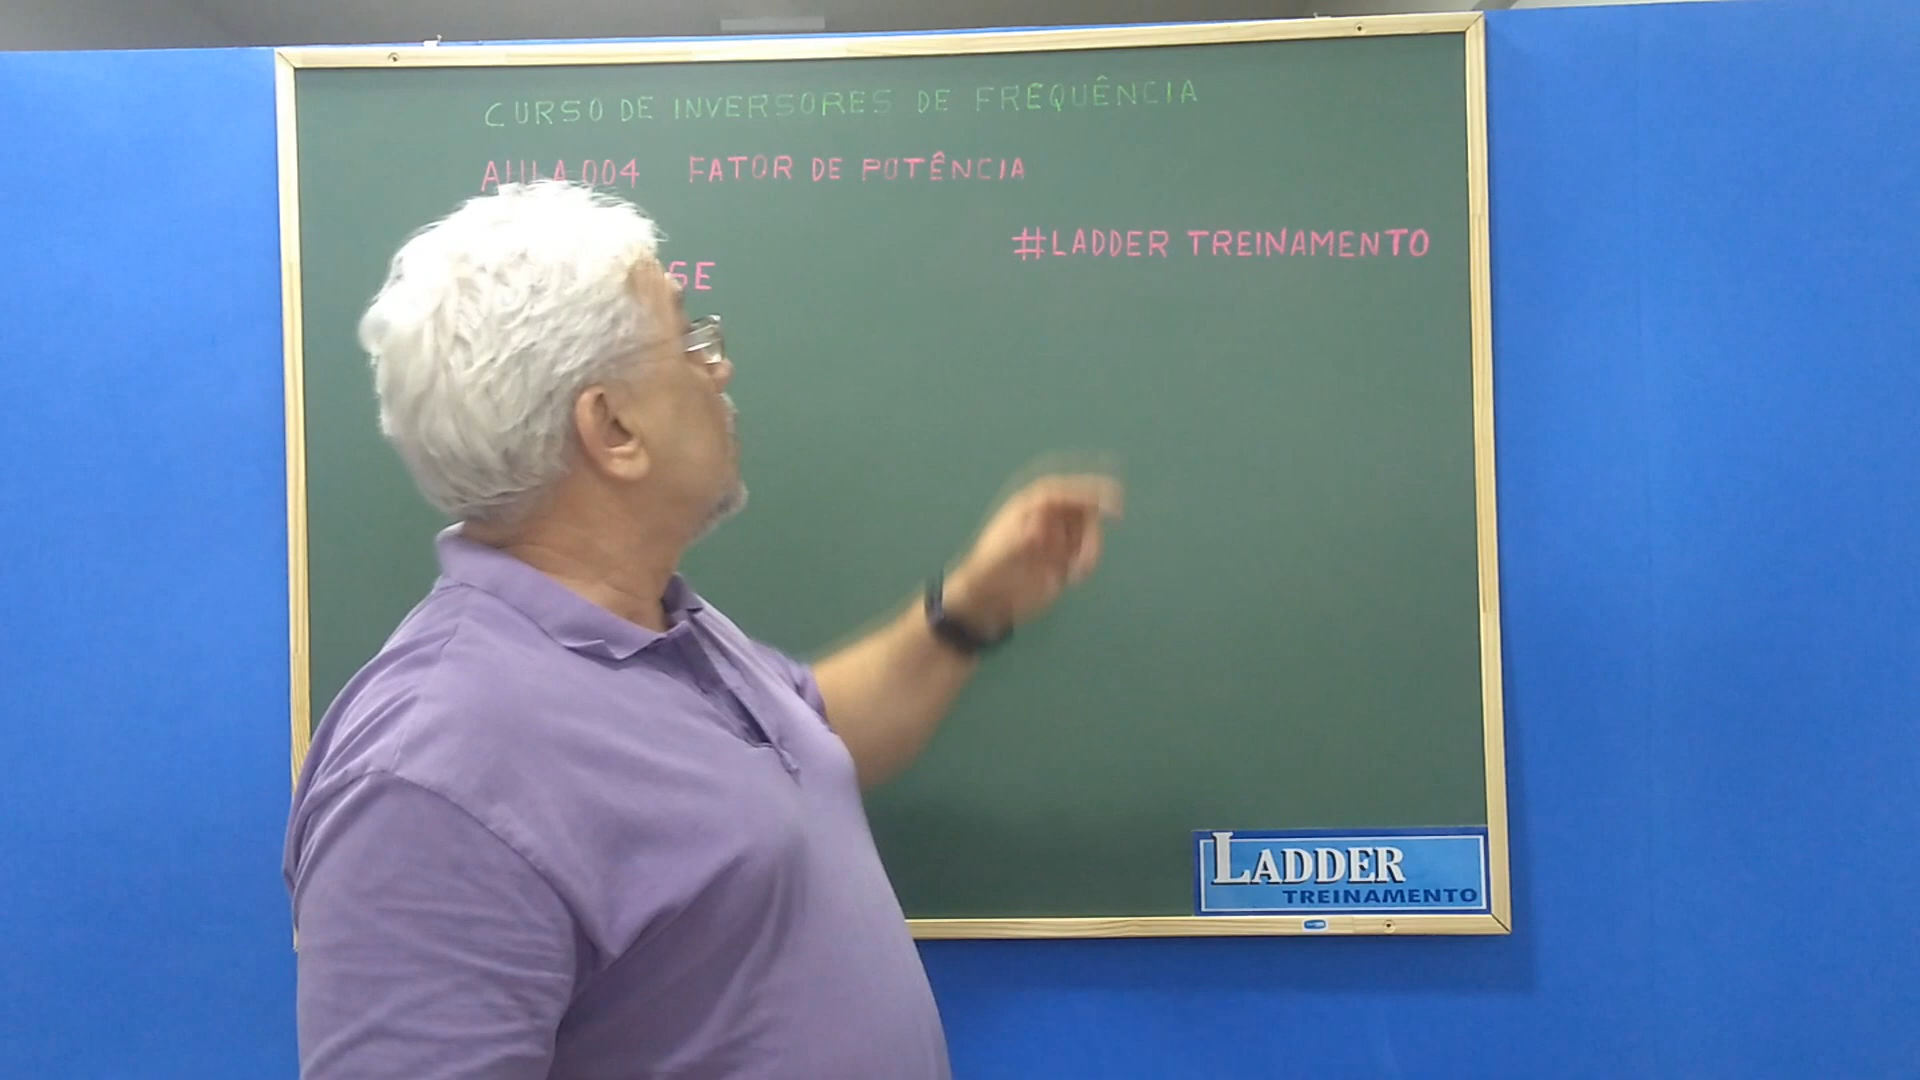 CURSO DE INVERSORES DE FREQUÊNCIA
AULA 004 FATOR DE POTÊNCIA
#LADDER TREINAMENTO
LADDER
TREINAMENTO